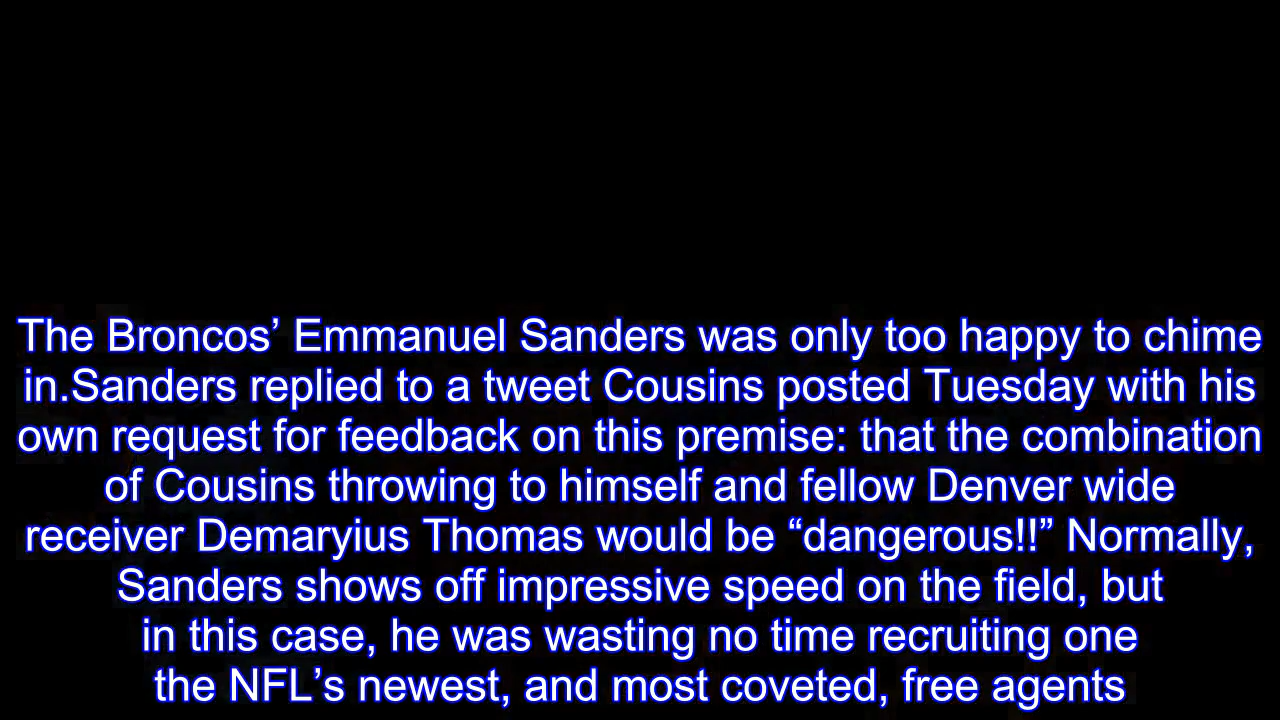 The Broncos’ Emmanuel Sanders was only too happy to chime
in.Sanders replied to a tweet Cousins posted Tuesday with his
own request for feedback on this premise: that the combination
of Cousins throwing to himself and fellow Denver wide
receiver Demaryius Thomas would be “dangerous!!” Normally,
Sanders shows off impressive speed on the field, but
in this case, he was wasting no time recruiting one
the NFL’s newest, and most coveted, free agents